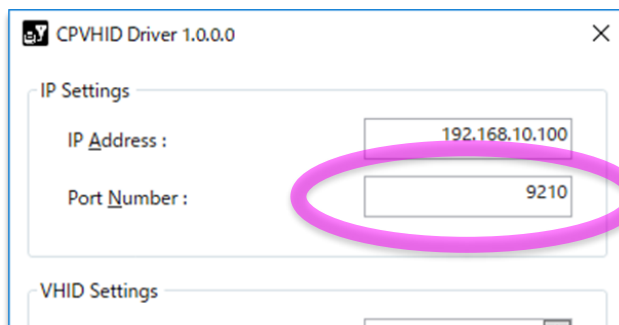 CPVHID Driver 1.0.0.0
IP Settings
IP Address : 192.168.10.100
Port Number : 9210
VHID Settings